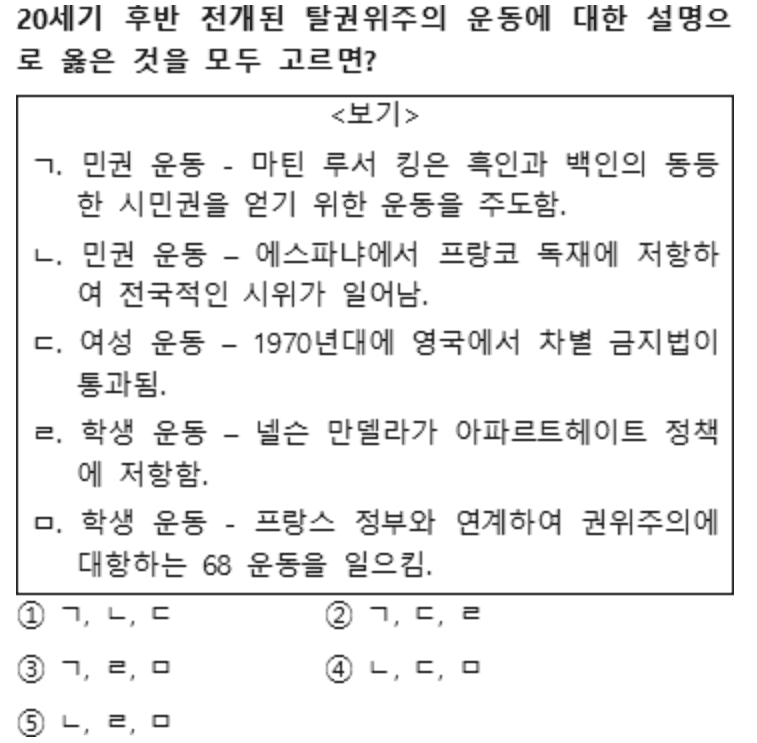 20세기 후반 전개된 탈권위주의 운동에 대한 설명으
로 옳은 것을 모두 고르면?
<보기>
ㄱ. 민권 운동 - 마틴 루서 킹은 흑인과 백인의 동등
한 시민권을 얻기 위한 운동을 주도함.
ㄴ. 민권 운동 – 에스파냐에서 프랑코 독재에 저항하
여 전국적인 시위가 일어남.
ㄷ. 여성 운동 – 1970년대에 영국에서 차별 금지법이
통과됨.
ㄹ. 학생 운동 – 넬슨 만델라가 아파르트헤이트 정책
에 저항함.
ㅁ. 학생 운동 - 프랑스 정부와 연계하여 권위주의에
대항하는 68 운동을 일으킴.
① ㄱ, ㄴ, ㄷ ② ㄱ, ㄷ, ㄹ
③ ㄱ, ㄹ, ㅁ ④ ㄴ, ㄷ, ㅁ
⑤ ㄴ, ㄹ, ㅁ